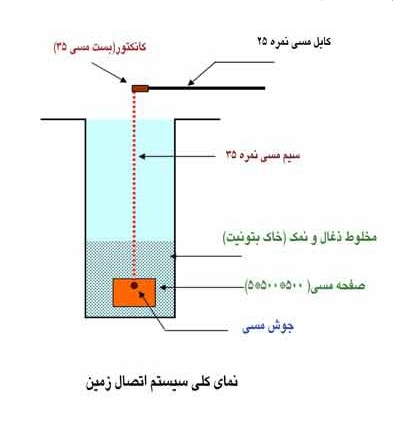 کابل مسی نمره ۲۵
کانکتور(بست مسی ۳۵)
سیم مسی نمره ۳۵
مخلوط ذغال و نمک (خاک بتونیت)
صفحه مسی( ۵۰۰*۵۰۰*۵)
جوش مسی
نمای کلی سیستم اتصال زمین